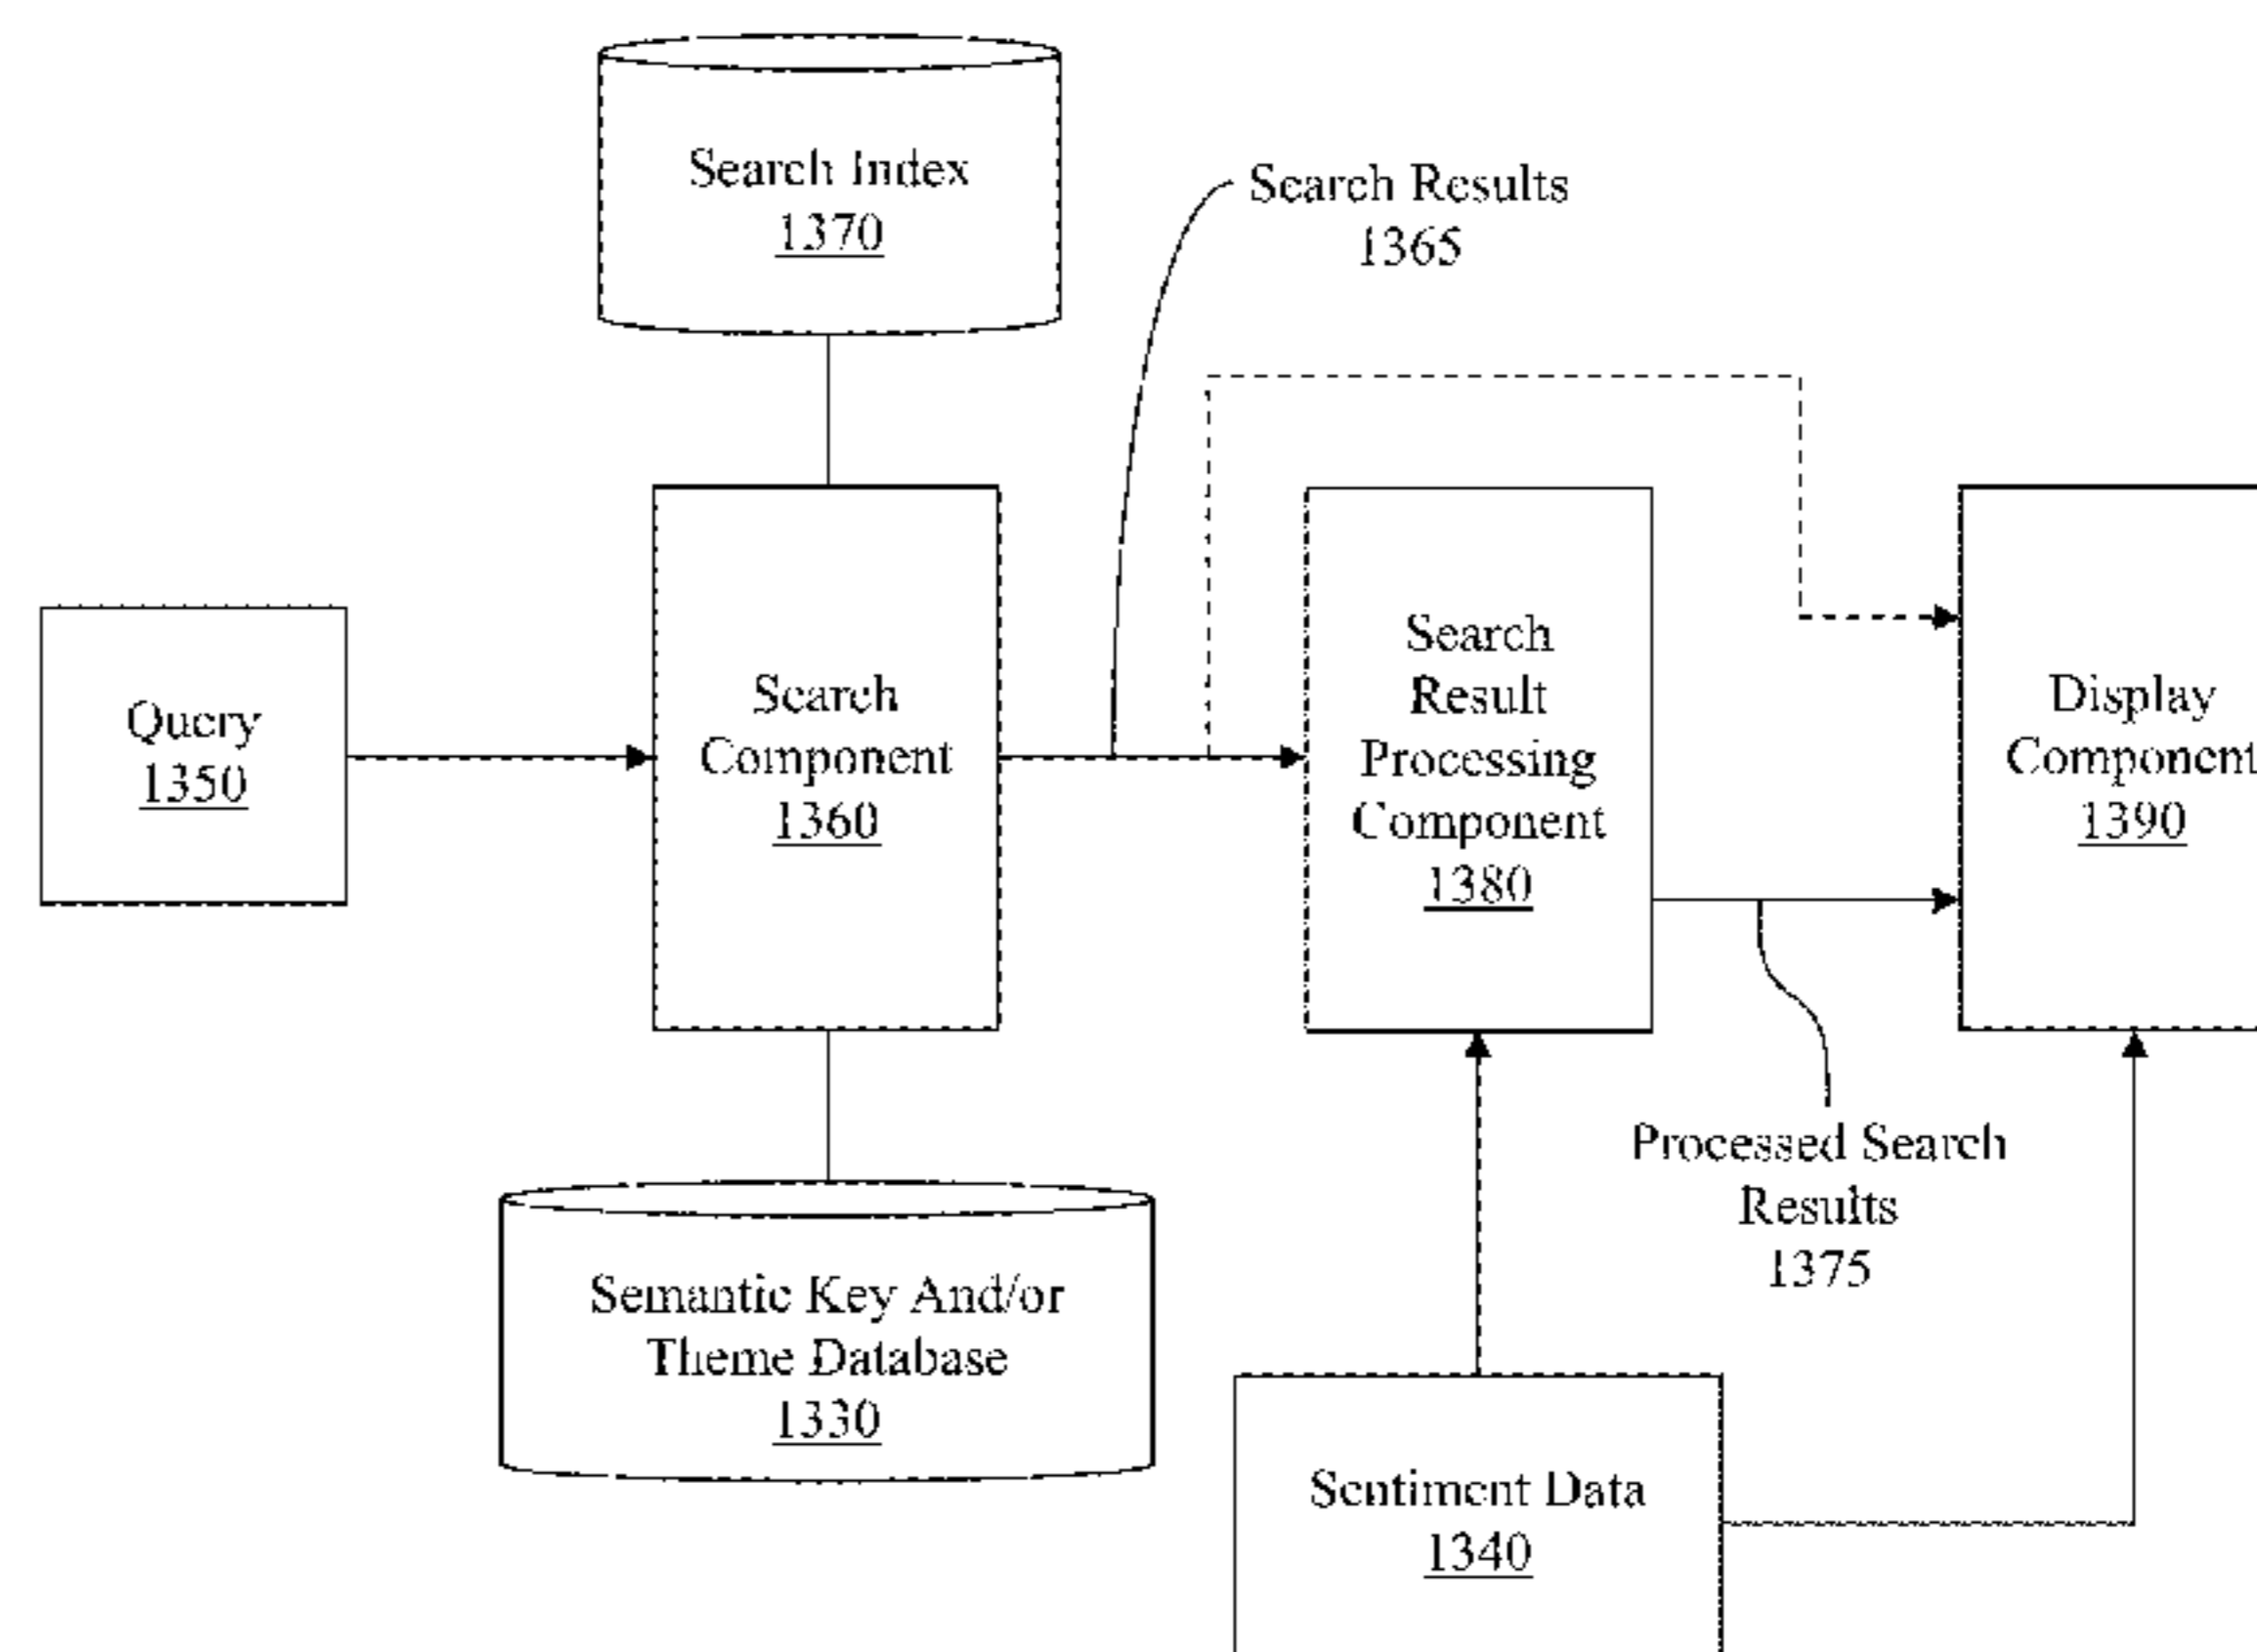 Search Index
1370
Search Results
1365
Query
1350
Search
Component
1360
Search
Result
Processing
Component
1380
Display
Component
1390
Processed Search
Results
1375
Semantic Key And/or
Theme Database
1330
Sentiment Data
1340